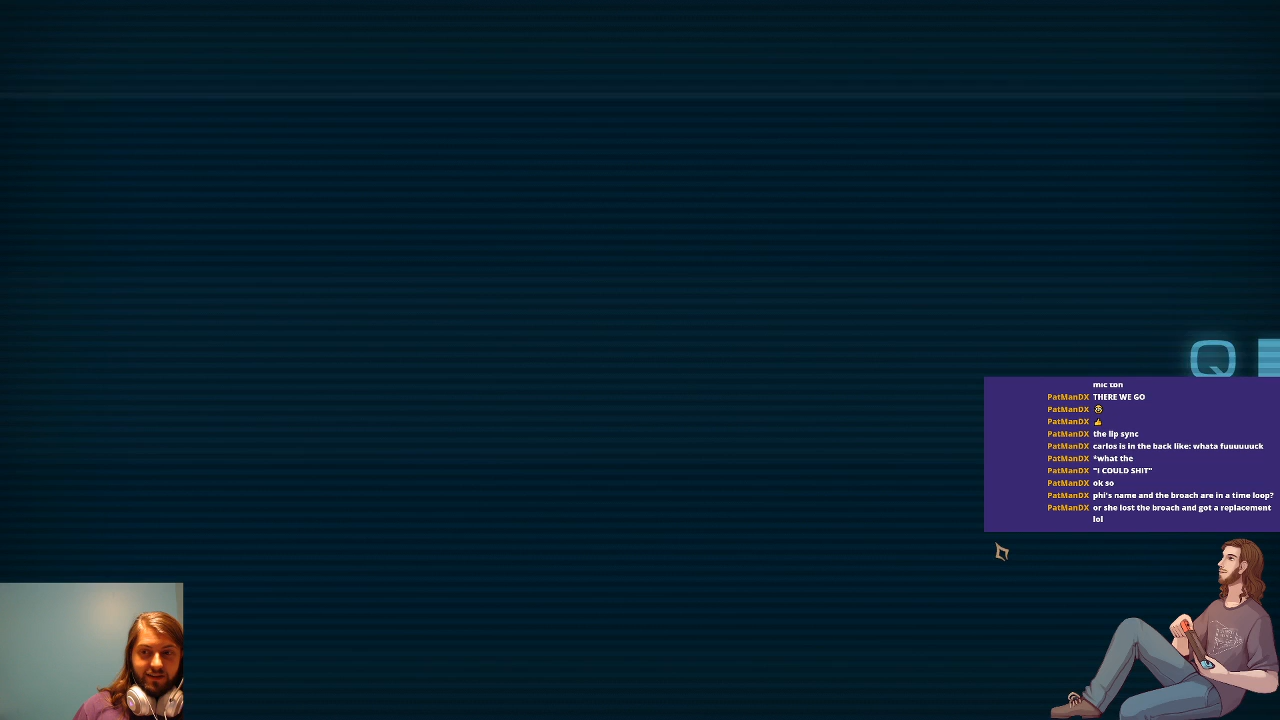 Q
mic ton
PatManDX THERE WE GO
PatManDX
PatManDX
PatManDX the lip sync
PatManDX carlos is in the back like: whata fuuuuuuck
PatManDX *what the
PatManDX "I COULD SHIT"
PatManDX ok so
PatManDX phi's name and the broach are in a time loop?
PatManDX or she lost the broach and got a replacement
lol